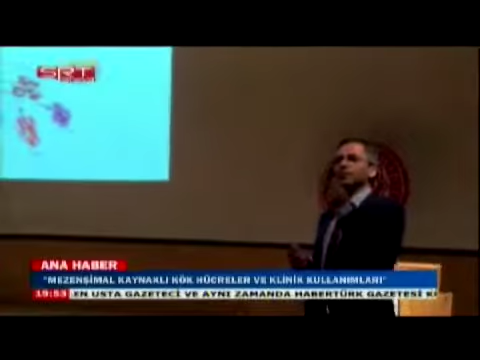 SRT
ANA HABER
"MEZENŞİMAL KAYNAKLI KÖK HÜCRELER VE KLİNİK KULLANIMLARI"
19:53 EN USTA GAZETECİ VE AYNI ZAMANDA HABERTÜRK GAZETESİ K